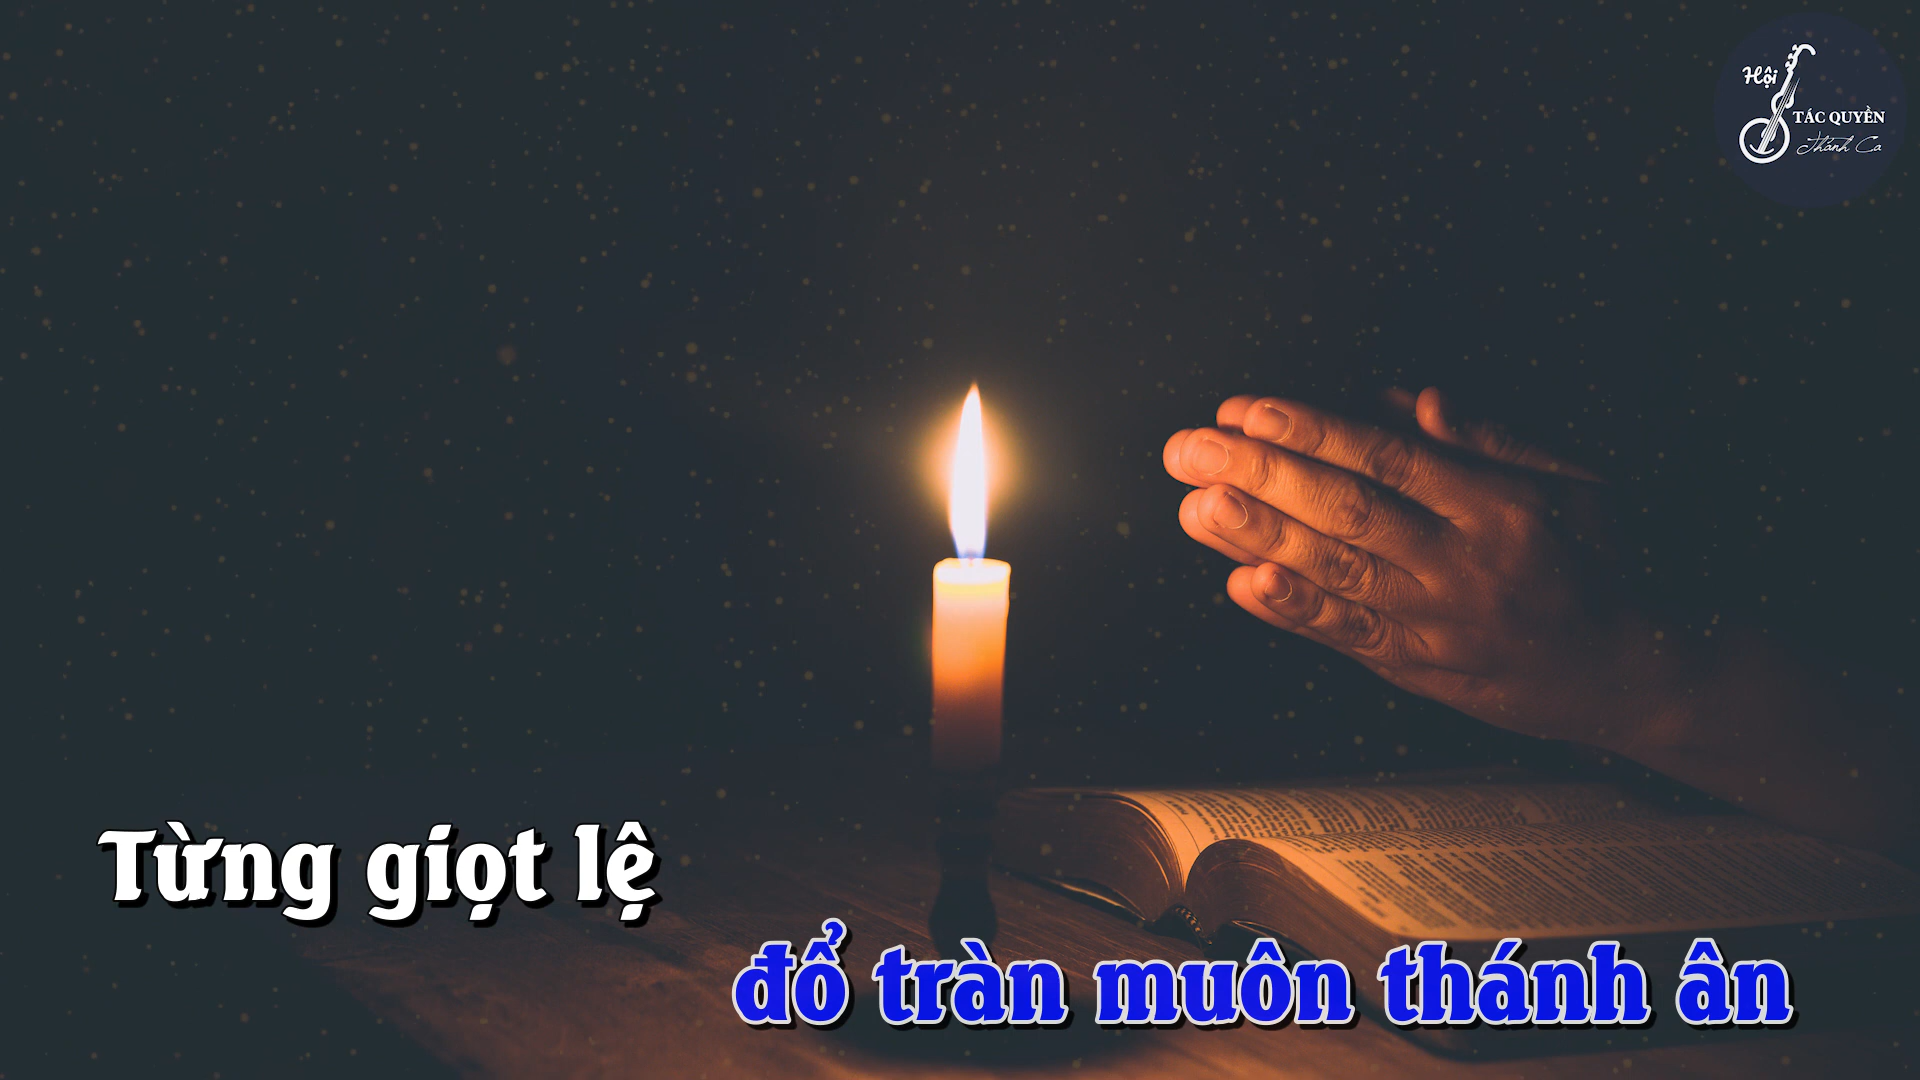 Hội
TÁC QUYỀN
Thánh Ca
Từng giọt lệ
đổ tràn muôn thánh ân